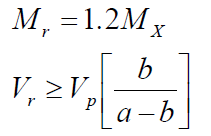 M_r = 1.2M_X
V_r ≥ V_p [ b / (a − b) ]